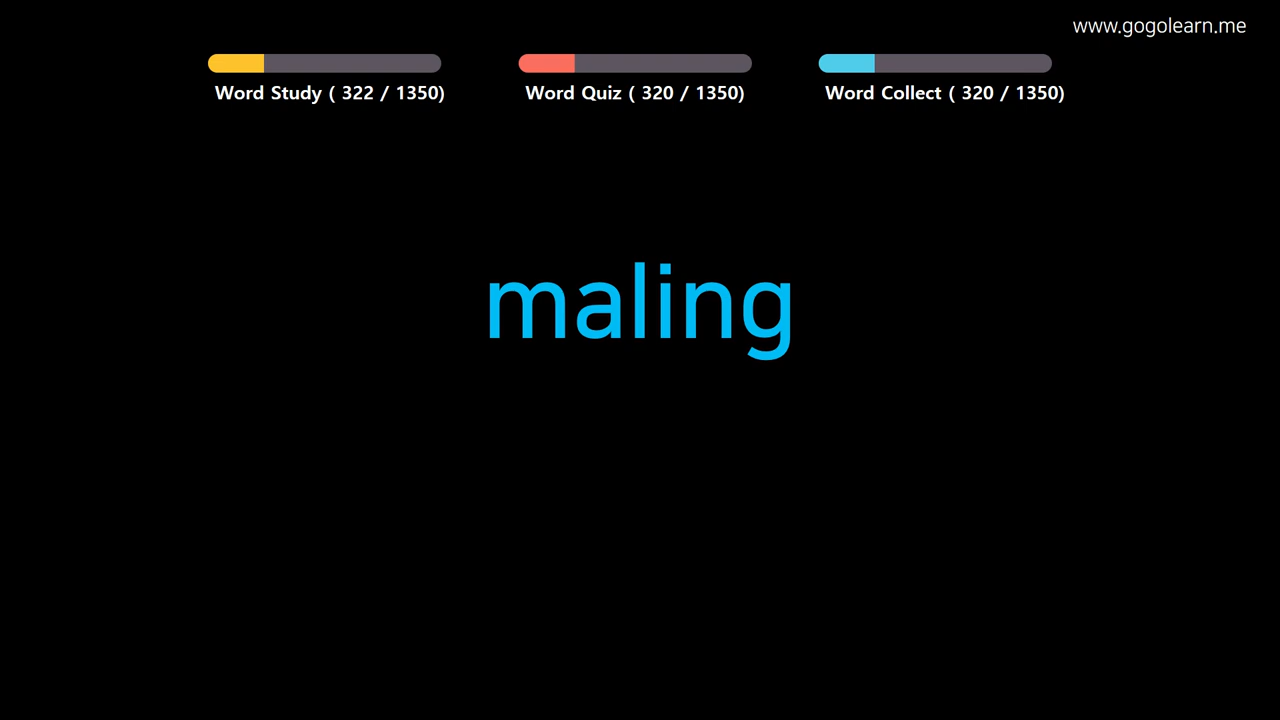 www.gogolearn.me
Word Study ( 322 / 1350)
Word Quiz ( 320 / 1350)
Word Collect ( 320 / 1350)
maling